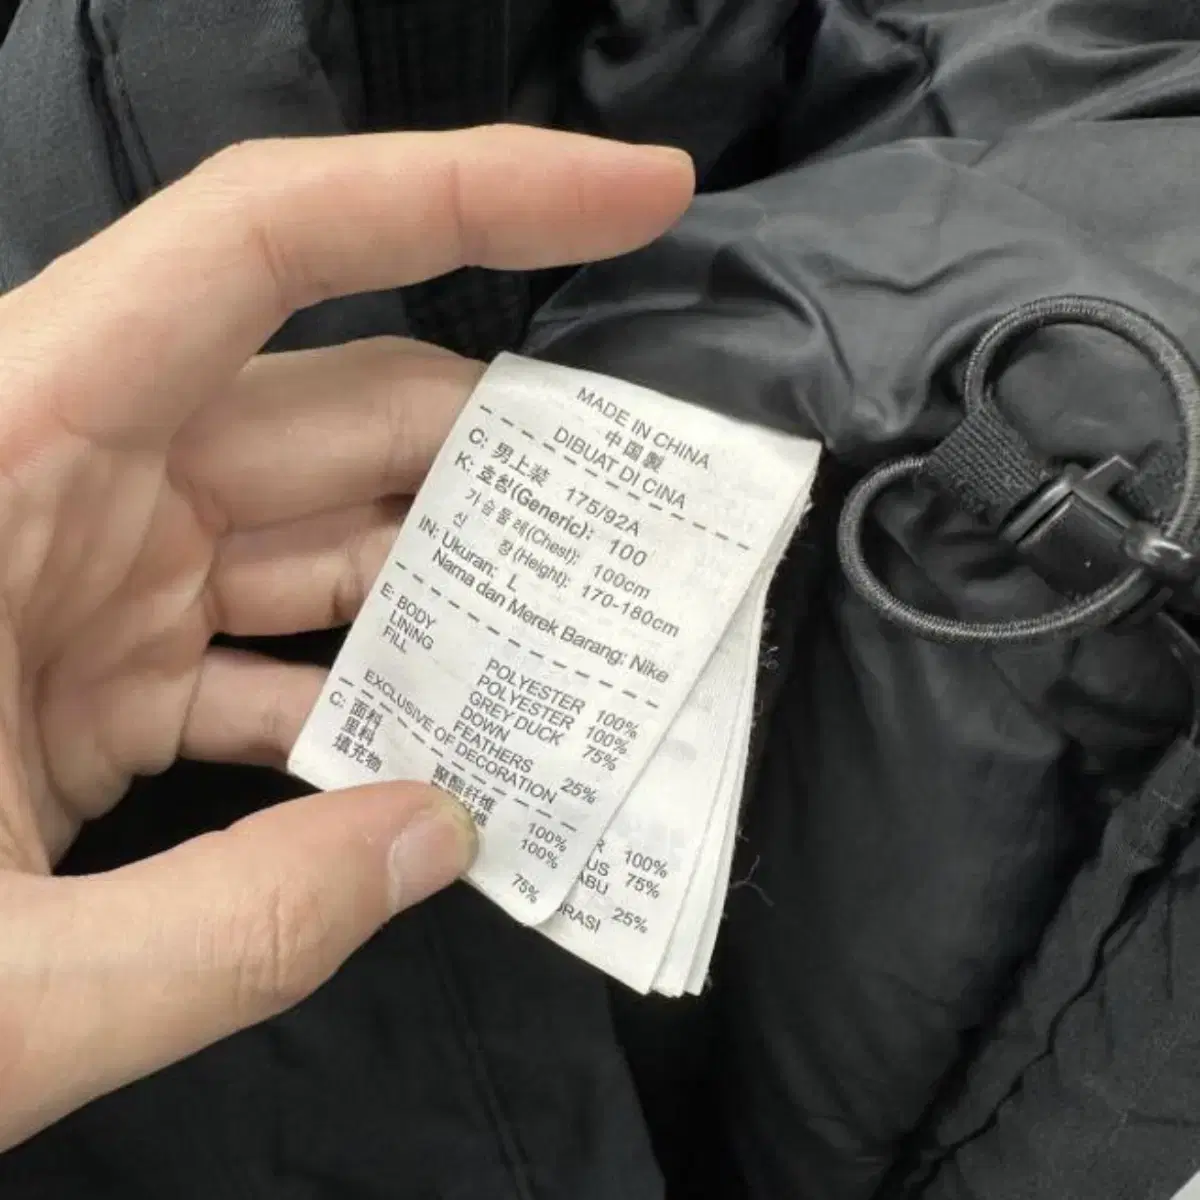 MADE IN CHINA
中国製
DIBUAT DI CINA
C: 男上装 175/92A
K: 호칭(Generic): 100
가슴둘레(Chest): 100cm
신 장(Height): 170-180cm
IN: Ukuran: L
Nama dan Merek Barang: Nike
E: BODY POLYESTER 100%
LINING POLYESTER 100%
FILL GREY DUCK 75%
DOWN
FEATHERS 25%
EXCLUSIVE OF DECORATION
C: 面料 聚酯纤维 100%
里料 100%
填充物 75%
R 100%
US 75%
ABU
25%
ORASI